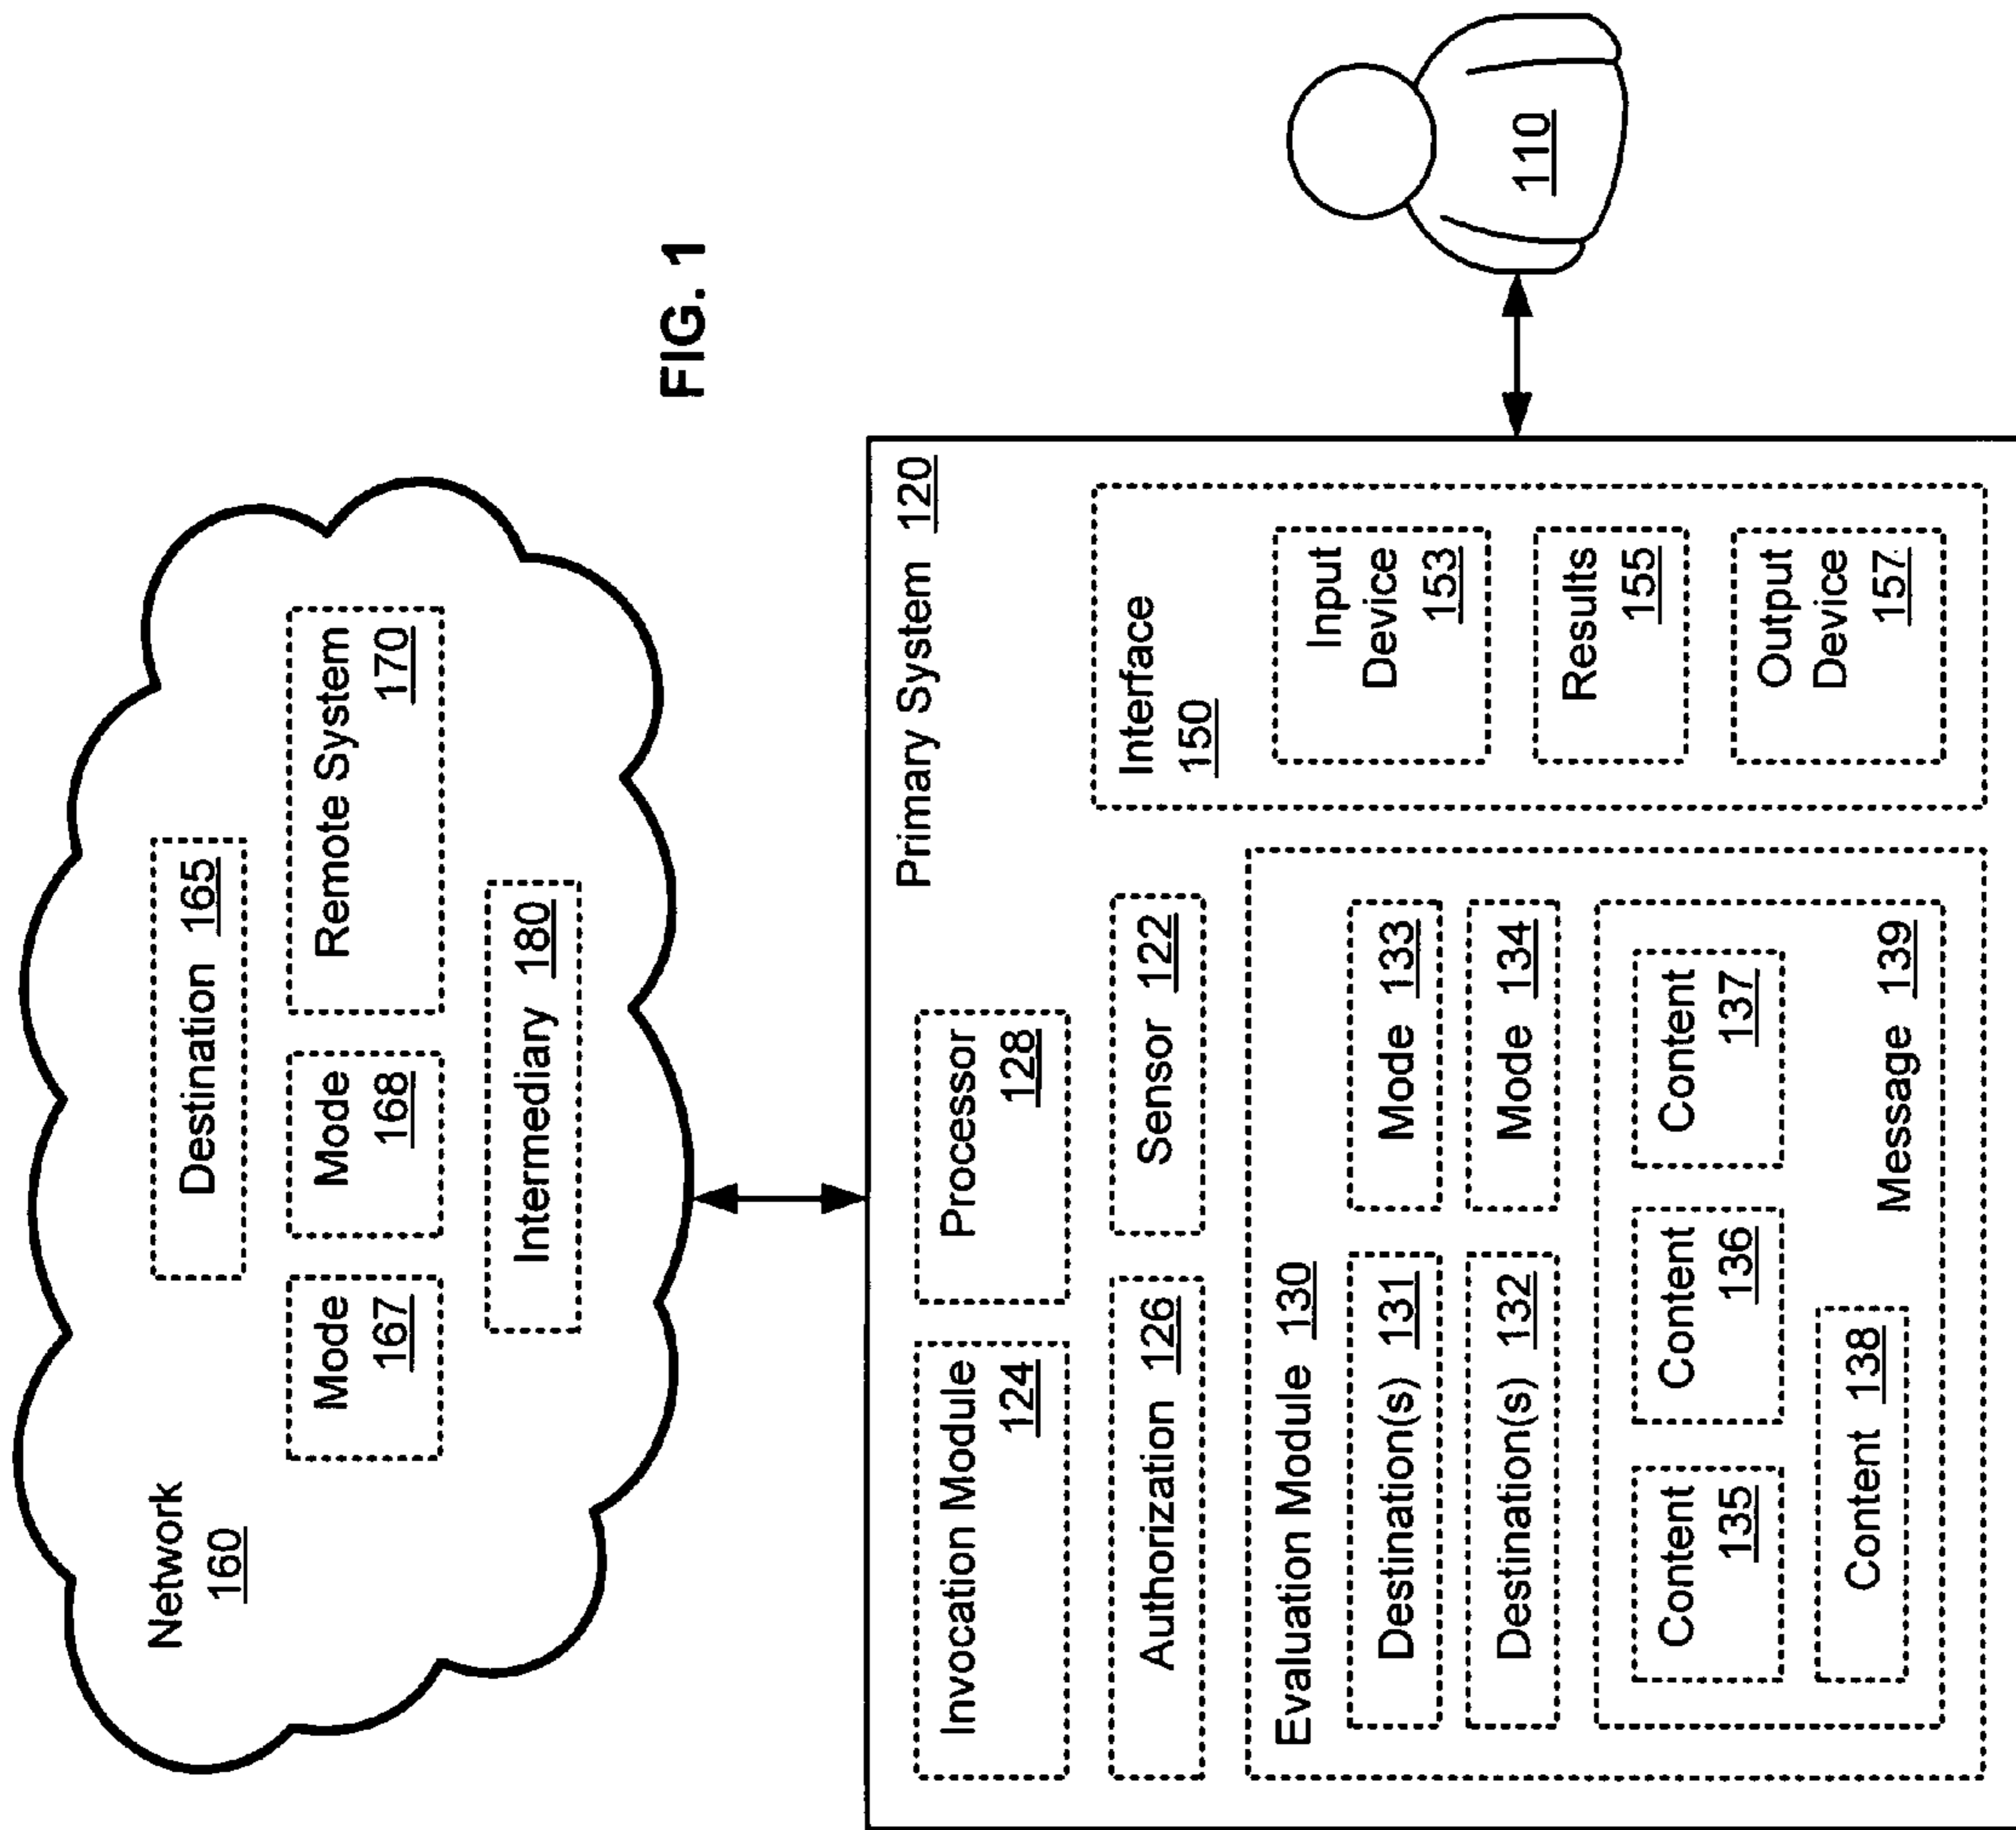 Network
160
Destination 165
Mode
167
Mode
168
Remote System
170
Intermediary 180
FIG. 1
Primary System 120
Invocation Module
124
Processor
128
Authorization 126
Sensor 122
Evaluation Module 130
Destination(s) 131
Mode 133
Destination(s) 132
Mode 134
Content
135
Content
136
Content
137
Content 138
Message 139
Interface
150
Input
Device
153
Results
155
Output
Device
157
110